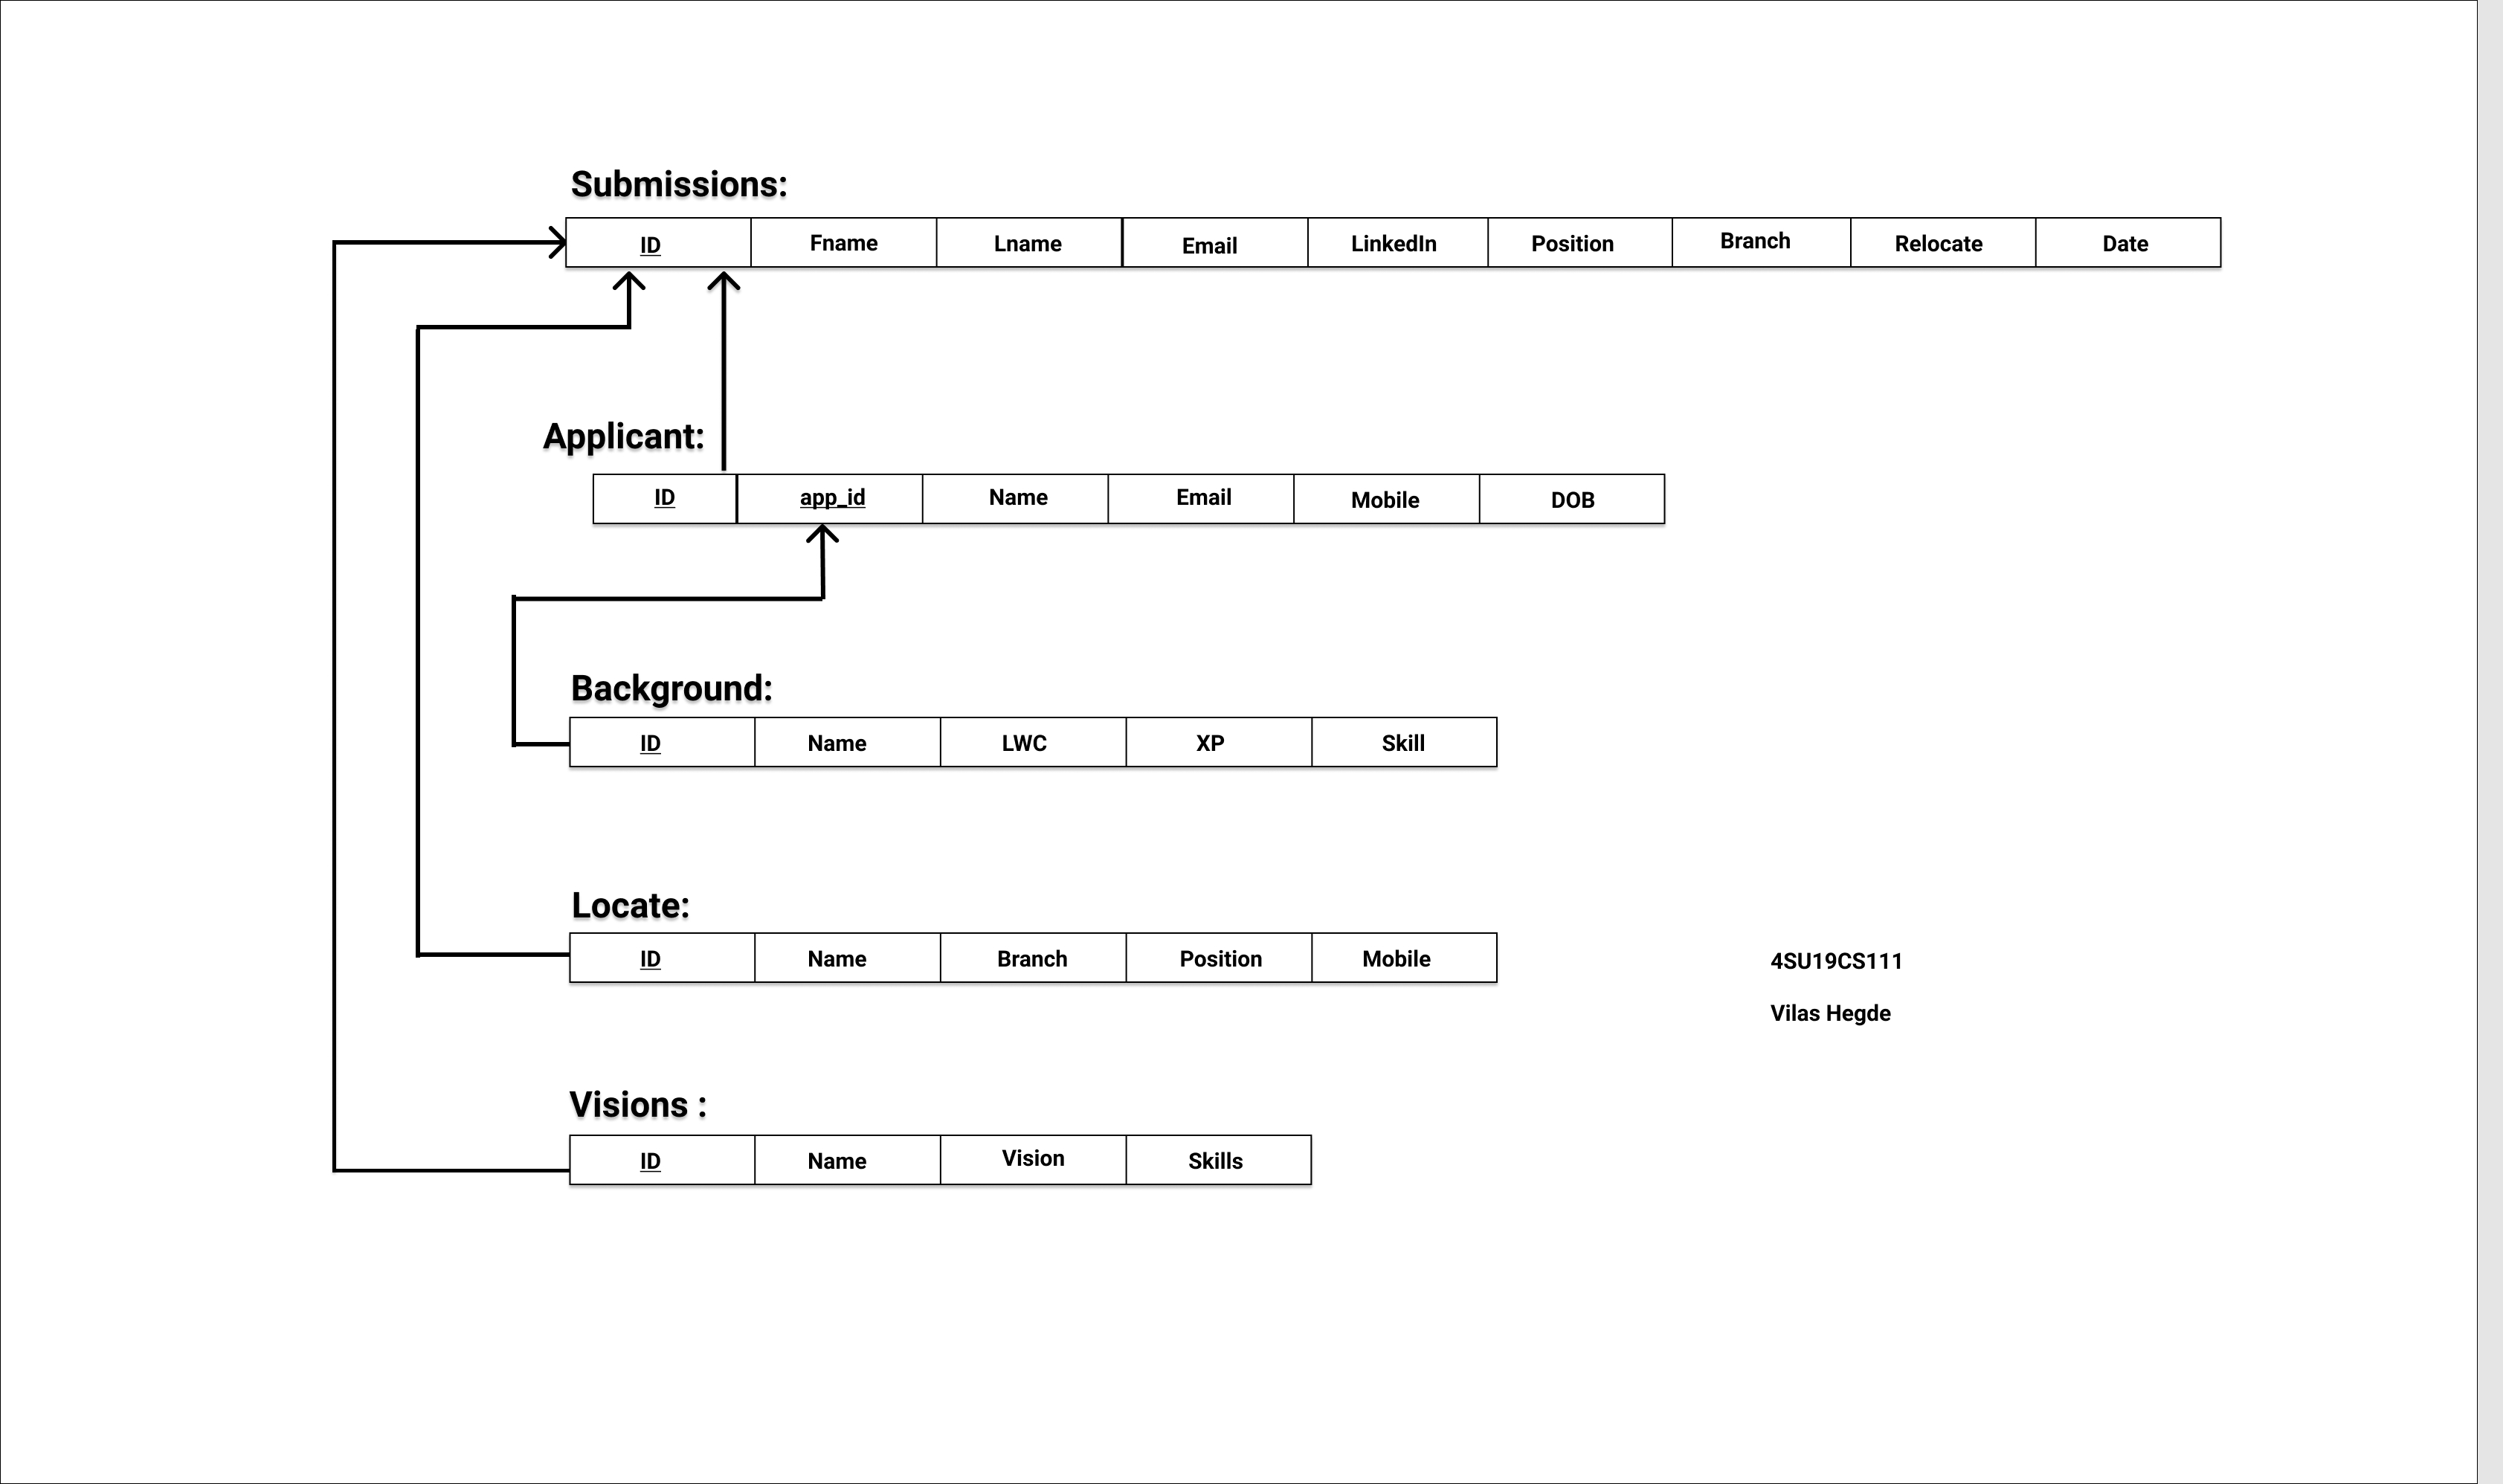 Submissions:
ID Fname Lname Email LinkedIn Position Branch Relocate Date
Applicant:
ID app_id Name Email Mobile DOB
Background:
ID Name LWC XP Skill
Locate:
ID Name Branch Position Mobile
4SU19CS111
Vilas Hegde
Visions :
ID Name Vision Skills